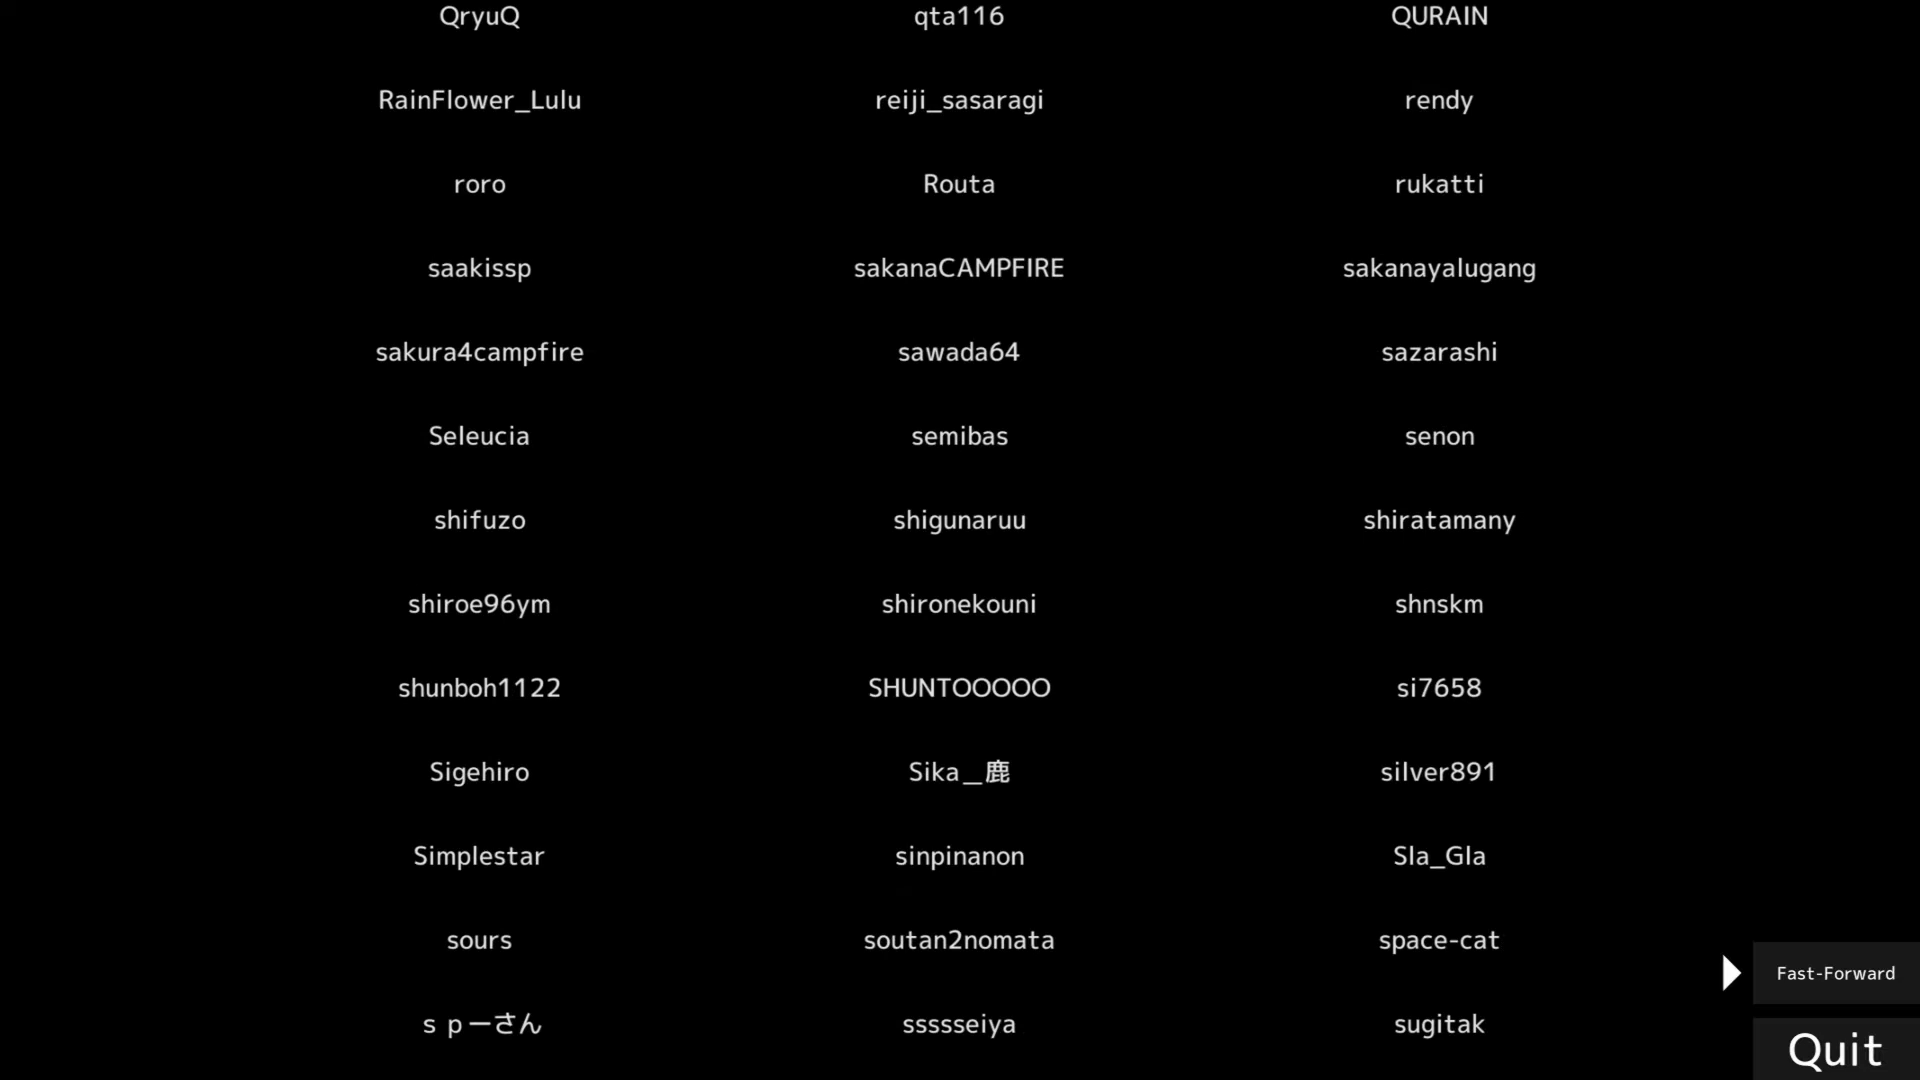 QryuQ qta116 QURAIN
RainFlower_Lulu reiji_sasaragi rendy
roro Routa rukatti
saakissp sakanaCAMPFIRE sakanayalugang
sakura4campfire sawada64 sazarashi
Seleucia semibas senon
shifuzo shigunaruu shiratamany
shiroe96ym shironekouni shnskm
shunboh1122 SHUNTOOOOO si7658
Sigehiro Sika＿鹿 silver891
Simplestar sinpinanon Sla_Gla
sours soutan2nomata space-cat
ｓｐーさん sssssseiya sugitak
Fast-Forward
Quit